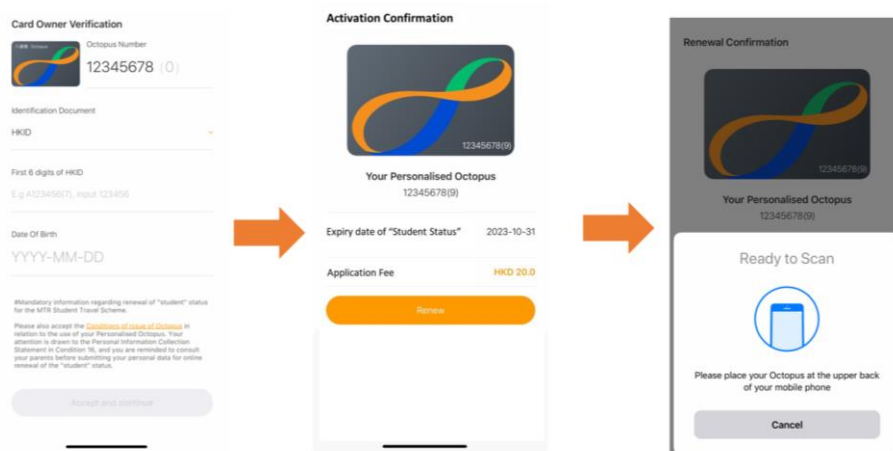 Card Owner Verification
Octopus Number
12345678 (0)
Identification Document
HKID
First 6 digits of HKID
E.g A123456(7), input 123456
Date Of Birth
YYYY-MM-DD
#Mandatory information regarding renewal of "student" status
for the MTR Student Travel Scheme.
Please also accept the Conditions of Issue of Octopus in
relation to the use of your Personalised Octopus. Your
attention is drawn to the Personal Information Collection
Statement in Condition 16, and you are reminded to consult
your parents before submitting your personal data for online
renewal of the "student" status.
Accept and continue
Activation Confirmation
12345678(9)
Your Personalised Octopus
12345678(9)
Expiry date of "Student Status" 2023-10-31
Application Fee HKD 20.0
Renew
Renewal Confirmation
12345678(9)
Your Personalised Octopus
12345678(9)
Ready to Scan
Please place your Octopus at the upper back
of your mobile phone
Cancel